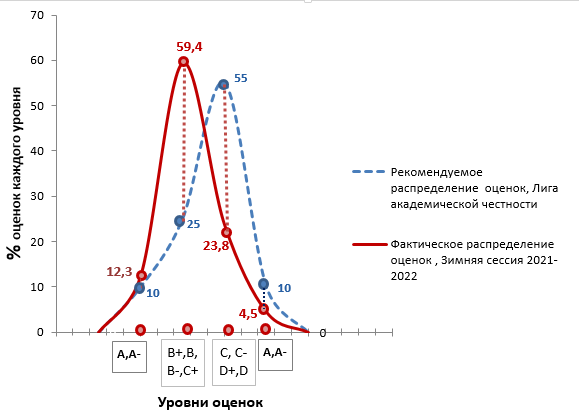 70
60
50
40
30
20
10
0
% оценок каждого уровня
59,4
55
25
23,8
12,3
10
10
4,5
0
А,А-
В+,В,
В-,С+
С, С-
D+,D
А,А-
Уровни оценок
Рекомендуемое
распределение оценок, Лига
академической честности
Фактическое распределение
оценок , Зимняя сессия 2021-
2022